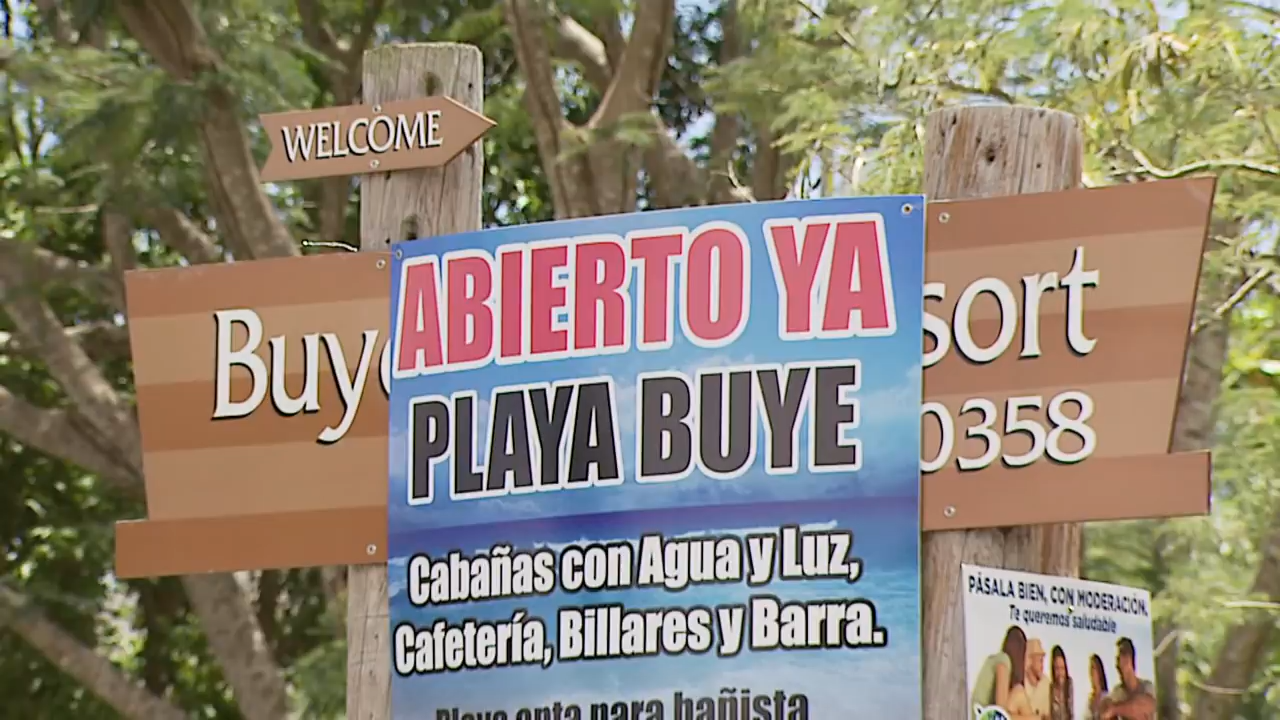 WELCOME
Buye
sort
0358
ABIERTO YA
PLAYA BUYE
Cabañas con Agua y Luz,
Cafetería, Billares y Barra.
Playa apta para bañista
PÁSALA BIEN, CON MODERACIÓN.
Te queremos saludable